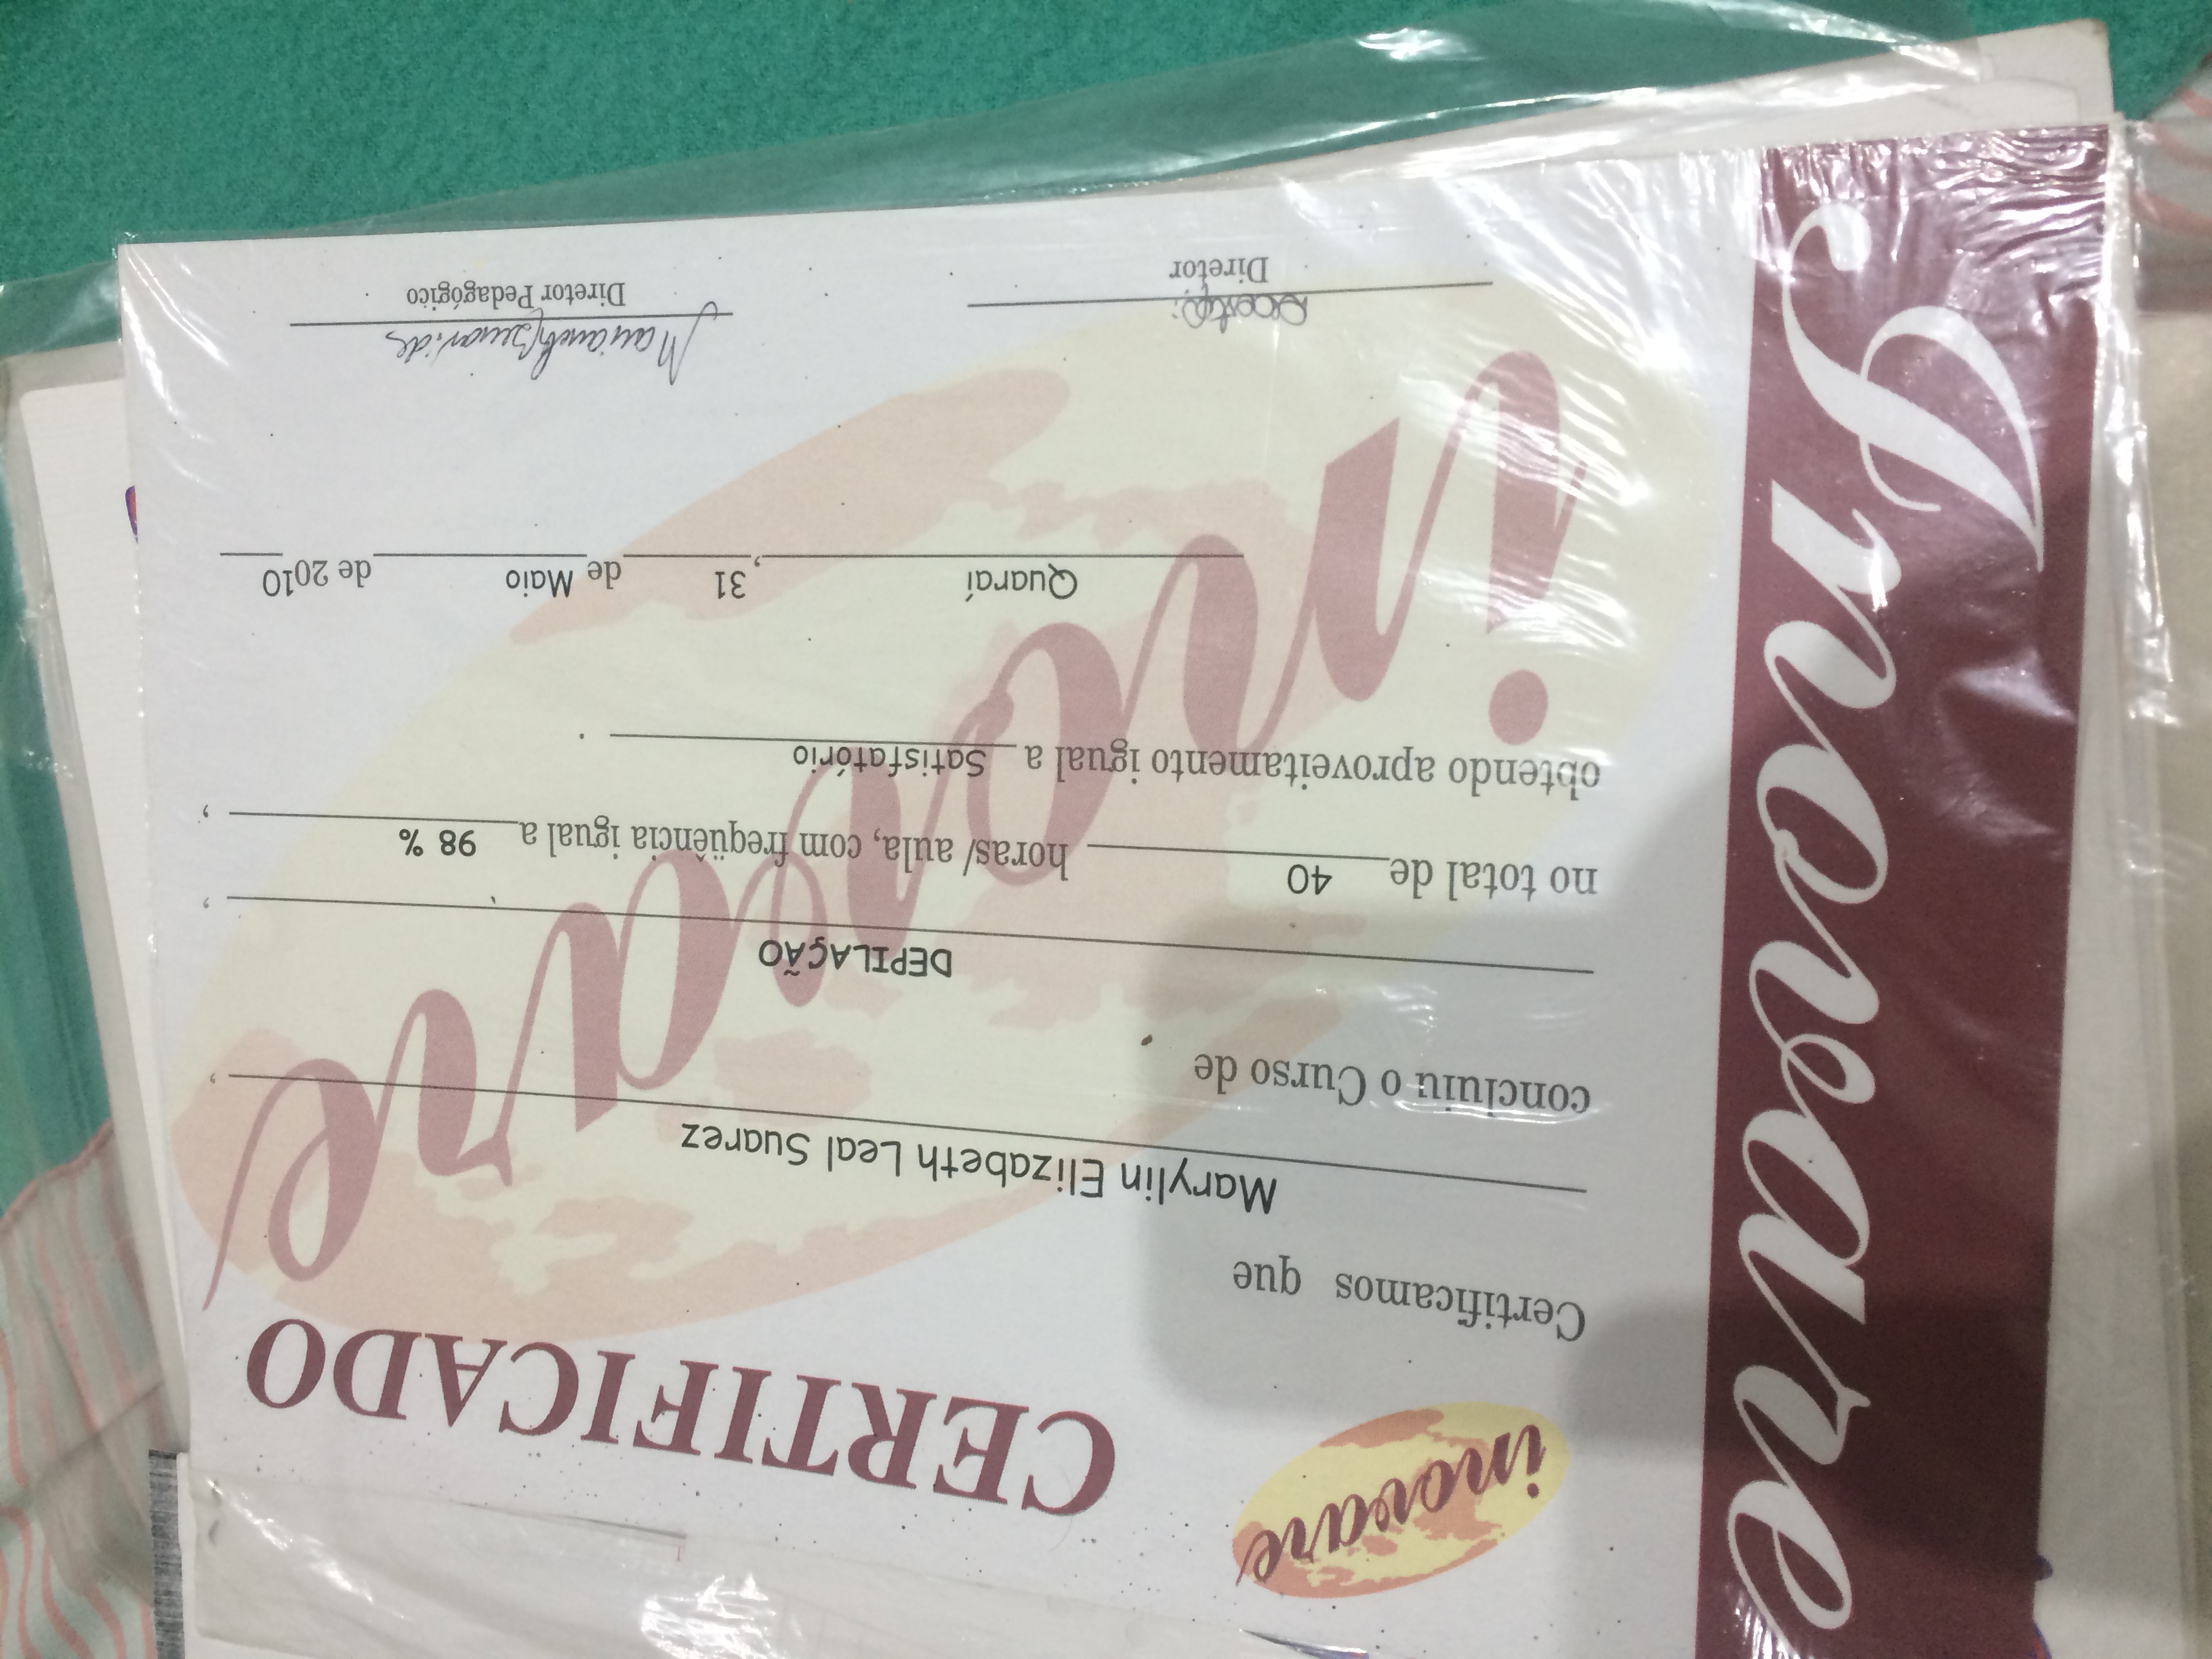 Inovare
inovare
CERTIFICADO
inovare
Certificamos que
Marylin Elizabeth Leal Suarez,
concluiu o Curso de
DEPILAÇÃO,
no total de 40 horas/ aula, com freqüência igual a 98 %,
obtendo aproveitamento igual a Satisfatório.
Quaraí, 31 de Maio de 2010
Diretor
Diretor Pedagógico